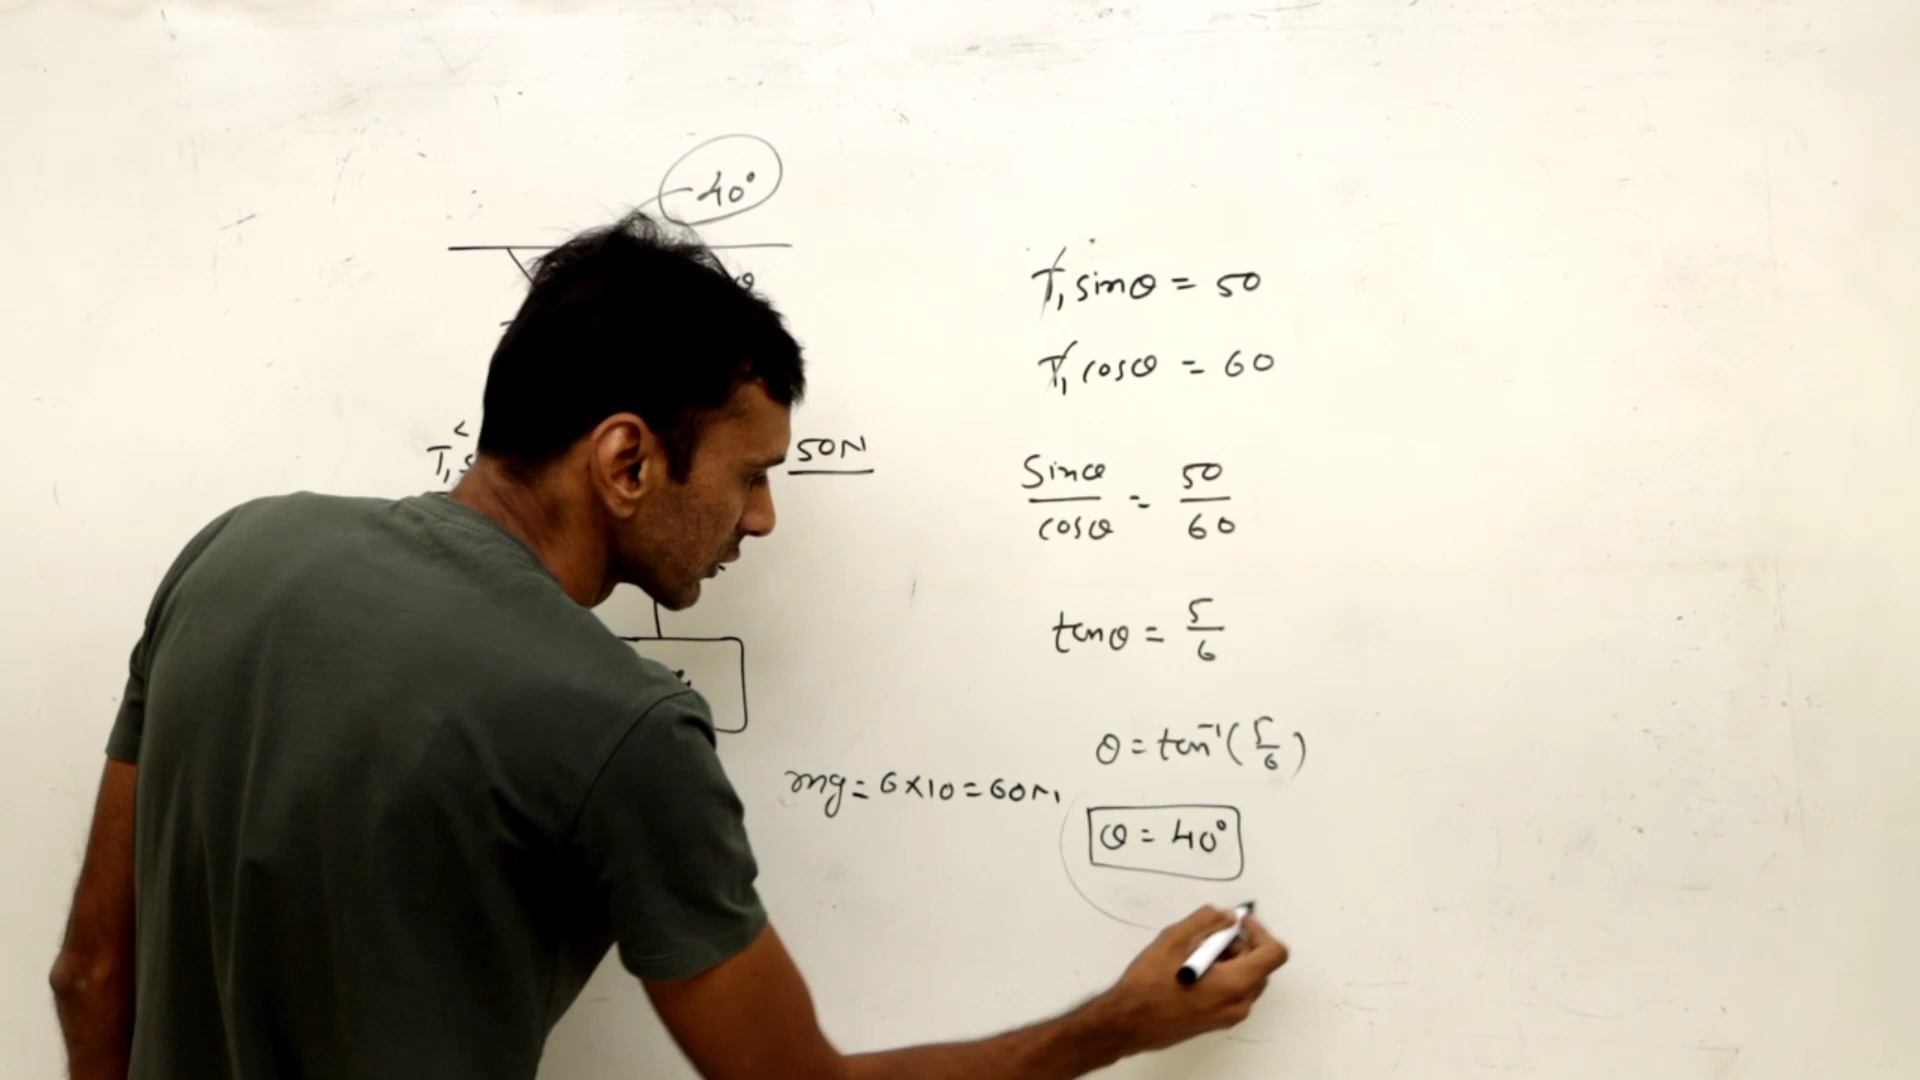 40°
θ
T₁ s
50N
mg = 6×10 = 60N
T₁ sinθ = 50
T₁ cosθ = 60
sinθ/cosθ = 50/60
tanθ = 5/6
θ = tan⁻¹(5/6)
θ = 40°